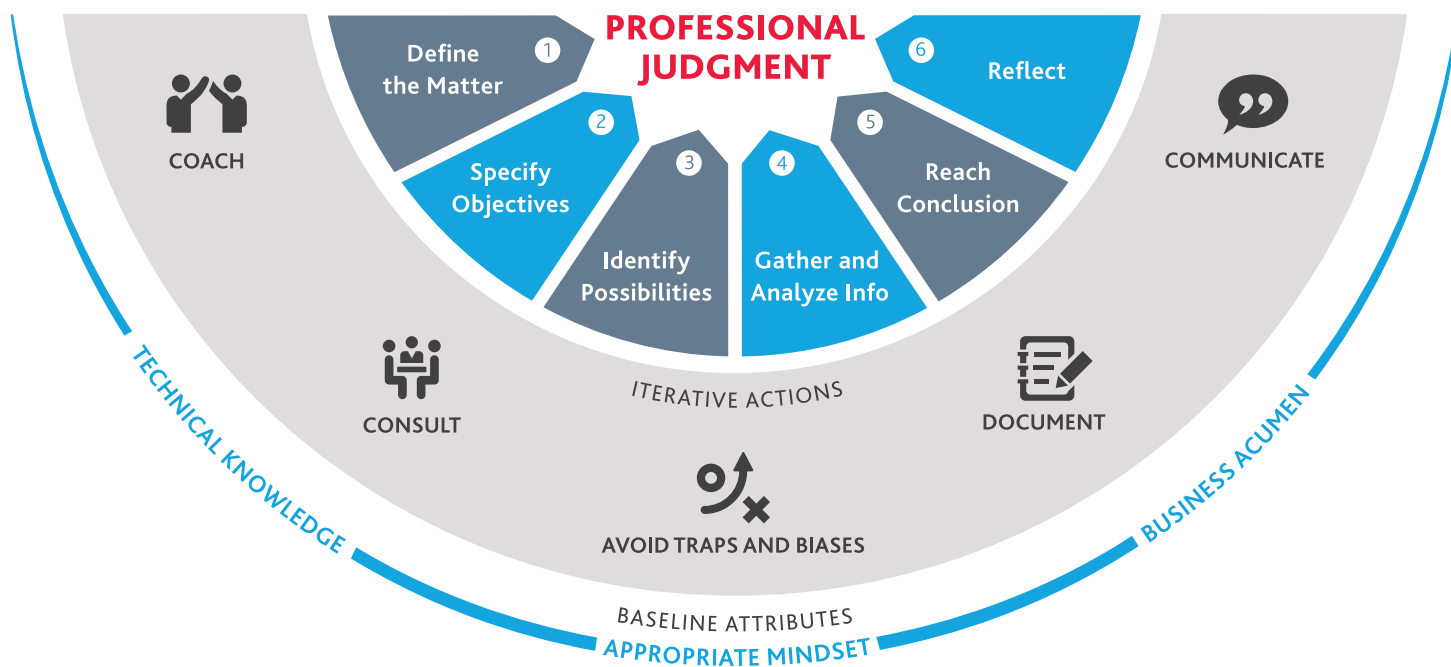 PROFESSIONAL
JUDGMENT
1
Define
the Matter
2
Specify
Objectives
3
Identify
Possibilities
4
Gather and
Analyze Info
5
Reach
Conclusion
6
Reflect
COACH
CONSULT
AVOID TRAPS AND BIASES
DOCUMENT
COMMUNICATE
ITERATIVE ACTIONS
BASELINE ATTRIBUTES
TECHNICAL KNOWLEDGE
APPROPRIATE MINDSET
BUSINESS ACUMEN